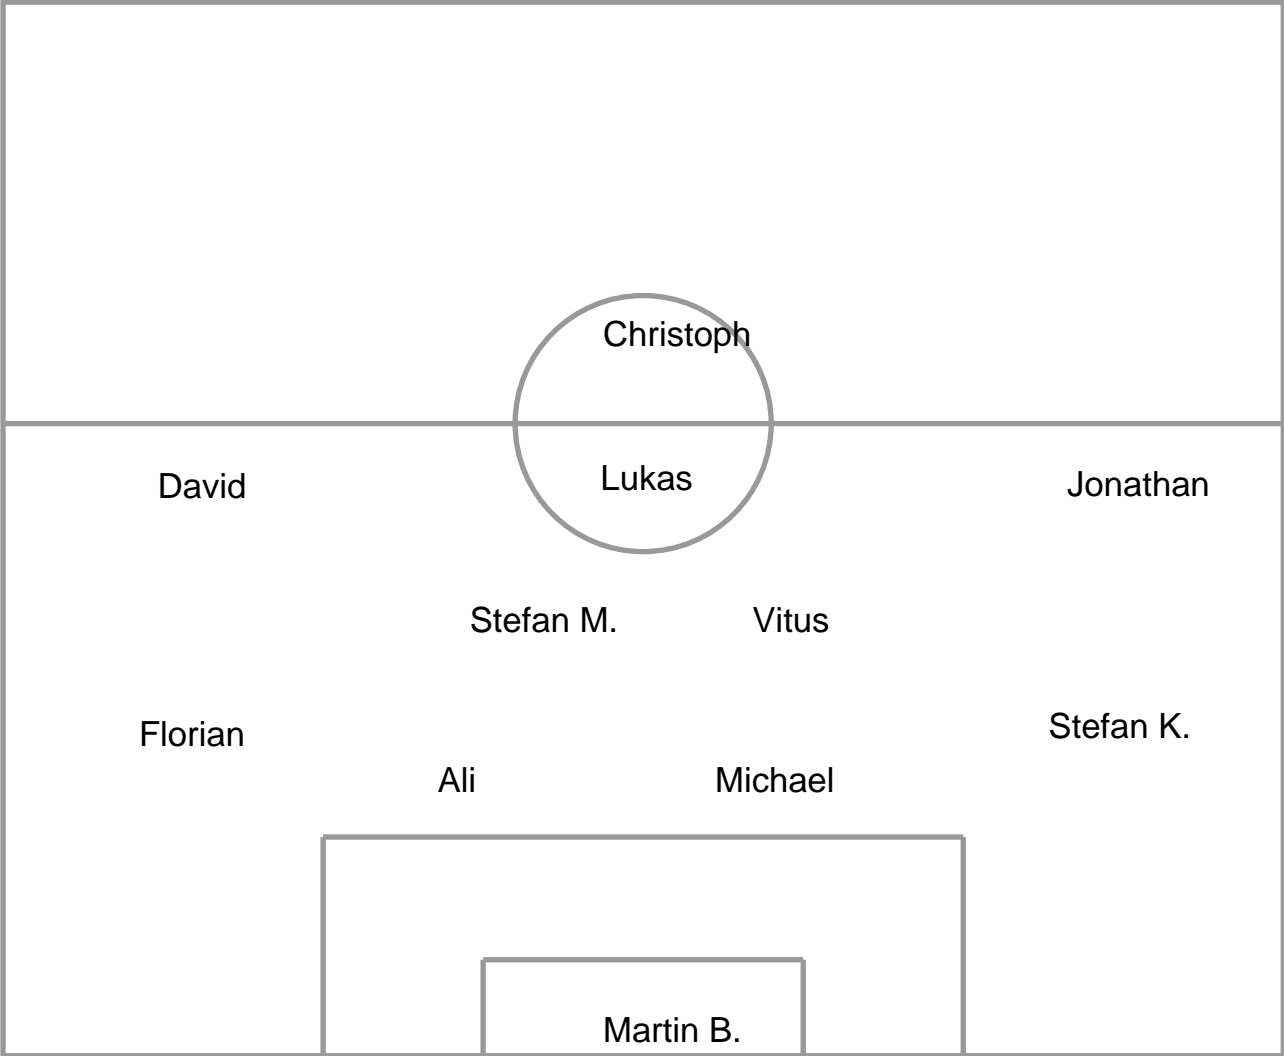 Christoph
David
Lukas
Jonathan
Stefan M.
Vitus
Florian
Stefan K.
Ali
Michael
Martin B.